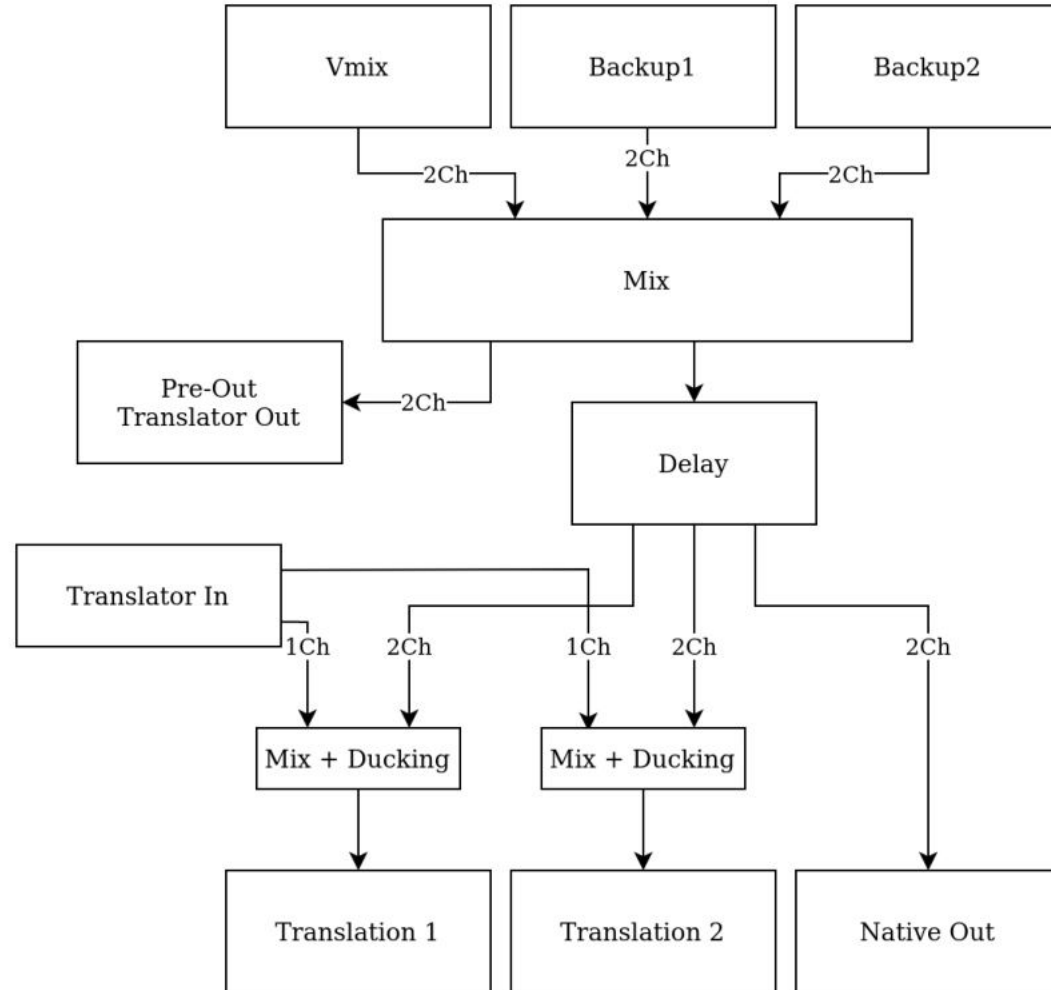 Vmix
Backup1
Backup2
2Ch
2Ch
2Ch
Mix
Pre-Out
Translator Out
2Ch
Delay
Translator In
1Ch
2Ch
1Ch
2Ch
2Ch
Mix + Ducking
Mix + Ducking
Translation 1
Translation 2
Native Out